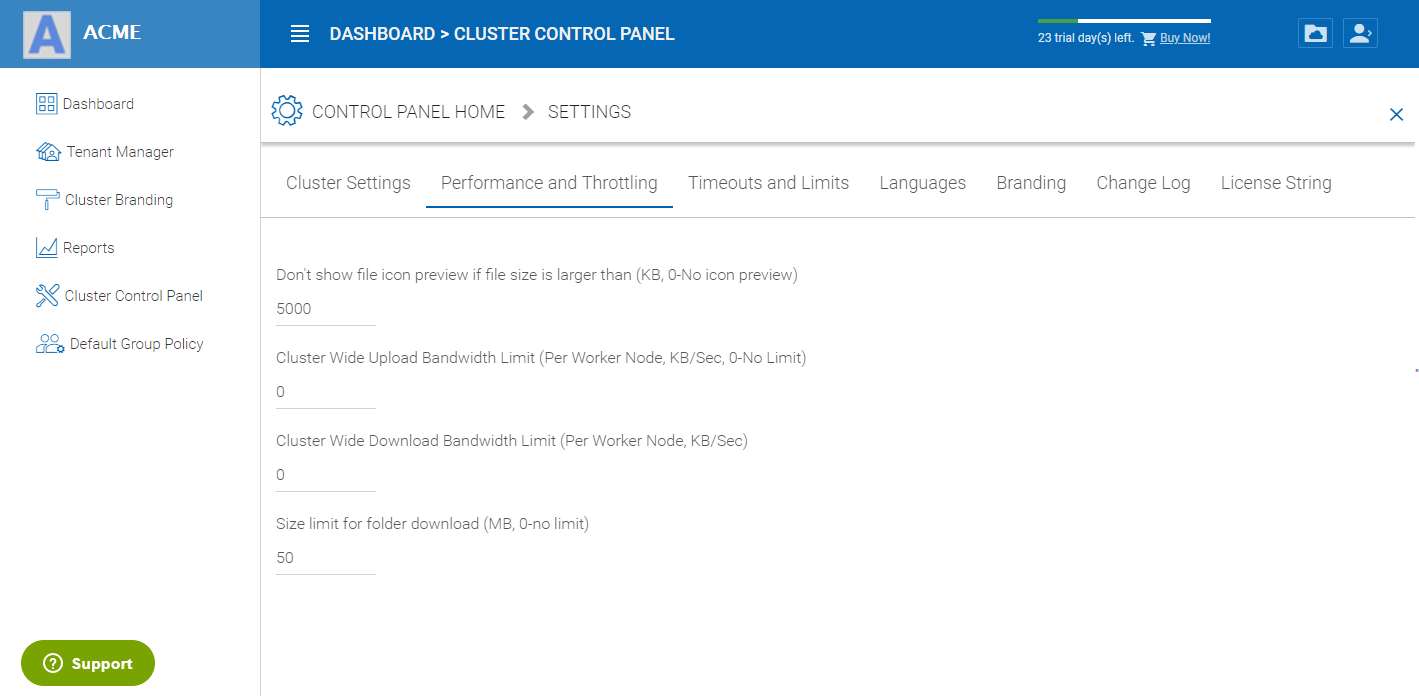 A ACME
DASHBOARD > CLUSTER CONTROL PANEL
23 trial day(s) left. Buy Now!
Dashboard
Tenant Manager
Cluster Branding
Reports
Cluster Control Panel
Default Group Policy
Support
CONTROL PANEL HOME SETTINGS
Cluster Settings Performance and Throttling Timeouts and Limits Languages Branding Change Log License String
Don't show file icon preview if file size is larger than (KB, 0-No icon preview)
5000
Cluster Wide Upload Bandwidth Limit (Per Worker Node, KB/Sec, 0-No Limit)
0
Cluster Wide Download Bandwidth Limit (Per Worker Node, KB/Sec)
0
Size limit for folder download (MB, 0-no limit)
50